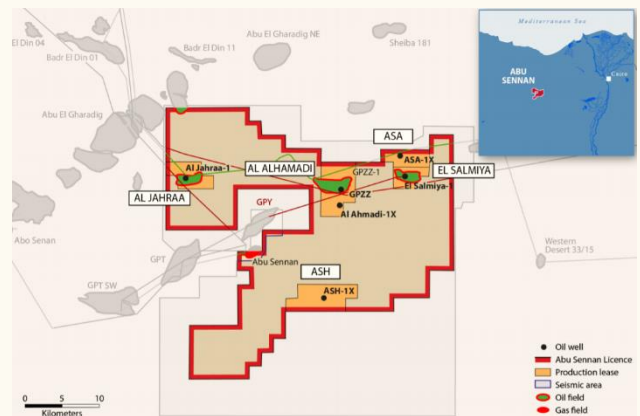 El Din 04
Badr El Din 01
Badr El Din 11
Abu El
Gharadig NE
Sheiba 181
Mediterranean Sea
Cairo
ABU
SENNAN
Abu El Gharadig
ASA
AL ALHAMADI
GPZZ-1
ASA-1X
EL SALMIYA
Al Jahraa-1
El Salmiya-1
GPZZ
AL JAHRAA
GPY
Al Ahmadi-1X
Abu Senan
GPT
Abu Sennan
Western
Desert 33/15
GPT SW
ASH
ASH-1X
Oil well
Abu Sennan Licence
Production lease
Seismic area
Oil field
Gas field
0 5 10
Kilometers